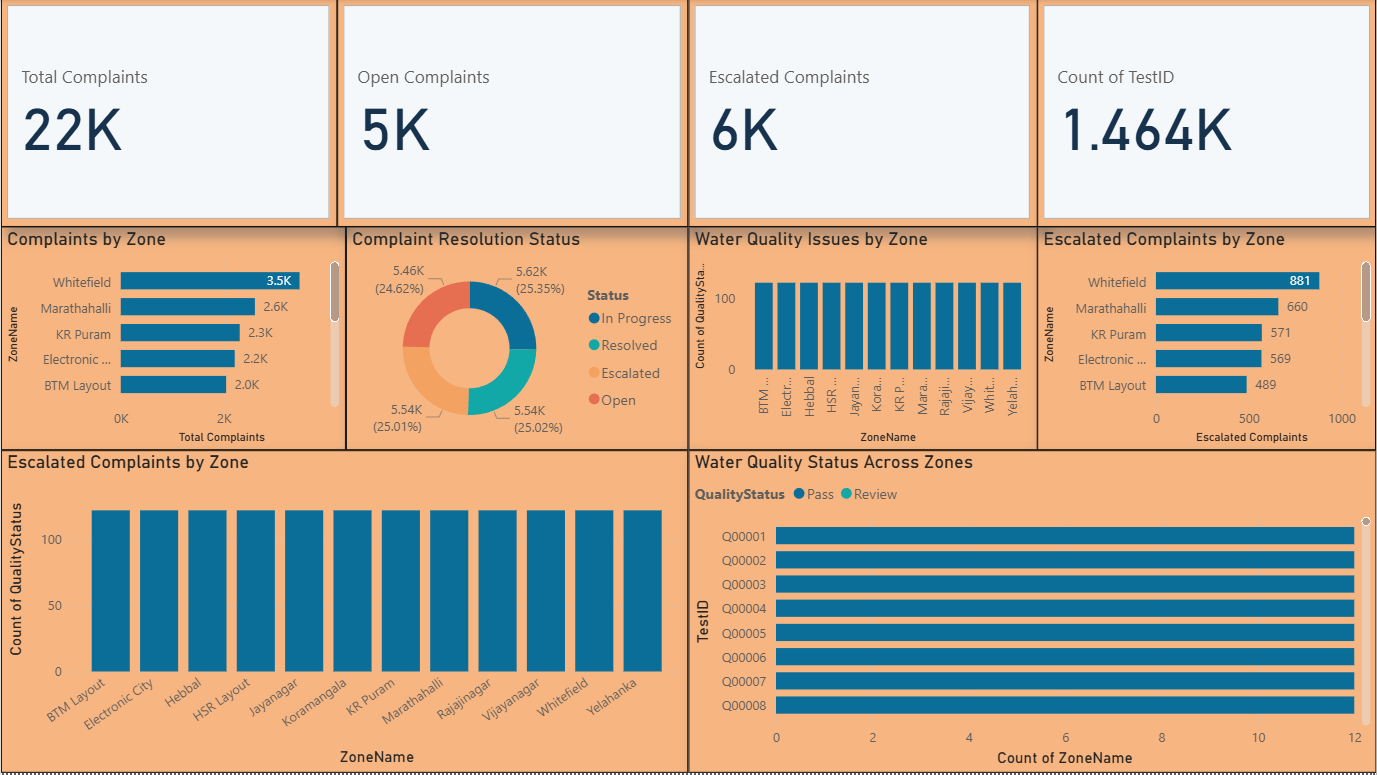 Total Complaints
22K
Open Complaints
5K
Escalated Complaints
6K
Count of TestID
1.464K
Complaints by Zone
ZoneName
Whitefield
3.5K
Marathahalli
2.6K
KR Puram
2.3K
Electronic ...
2.2K
BTM Layout
2.0K
0K
2K
Total Complaints
Complaint Resolution Status
5.46K
(24.62%)
5.62K
(25.35%)
5.54K
(25.01%)
5.54K
(25.02%)
Status
In Progress
Resolved
Escalated
Open
Water Quality Issues by Zone
Count of QualitySta...
100
0
BTM ...
Electr...
Hebbal
HSR ...
Jayan...
Kora...
KR P...
Mara...
Rajaji...
Vijay...
Whit...
Yelah...
ZoneName
Escalated Complaints by Zone
ZoneName
Whitefield
881
Marathahalli
660
KR Puram
571
Electronic ...
569
BTM Layout
489
0
500
1000
Escalated Complaints
Escalated Complaints by Zone
Count of QualityStatus
100
50
0
BTM Layout
Electronic City
Hebbal
HSR Layout
Jayanagar
Koramangala
KR Puram
Marathahalli
Rajajinagar
Vijayanagar
Whitefield
Yelahanka
ZoneName
Water Quality Status Across Zones
QualityStatus
Pass
Review
TestID
Q00001
Q00002
Q00003
Q00004
Q00005
Q00006
Q00007
Q00008
0
2
4
6
8
10
12
Count of ZoneName